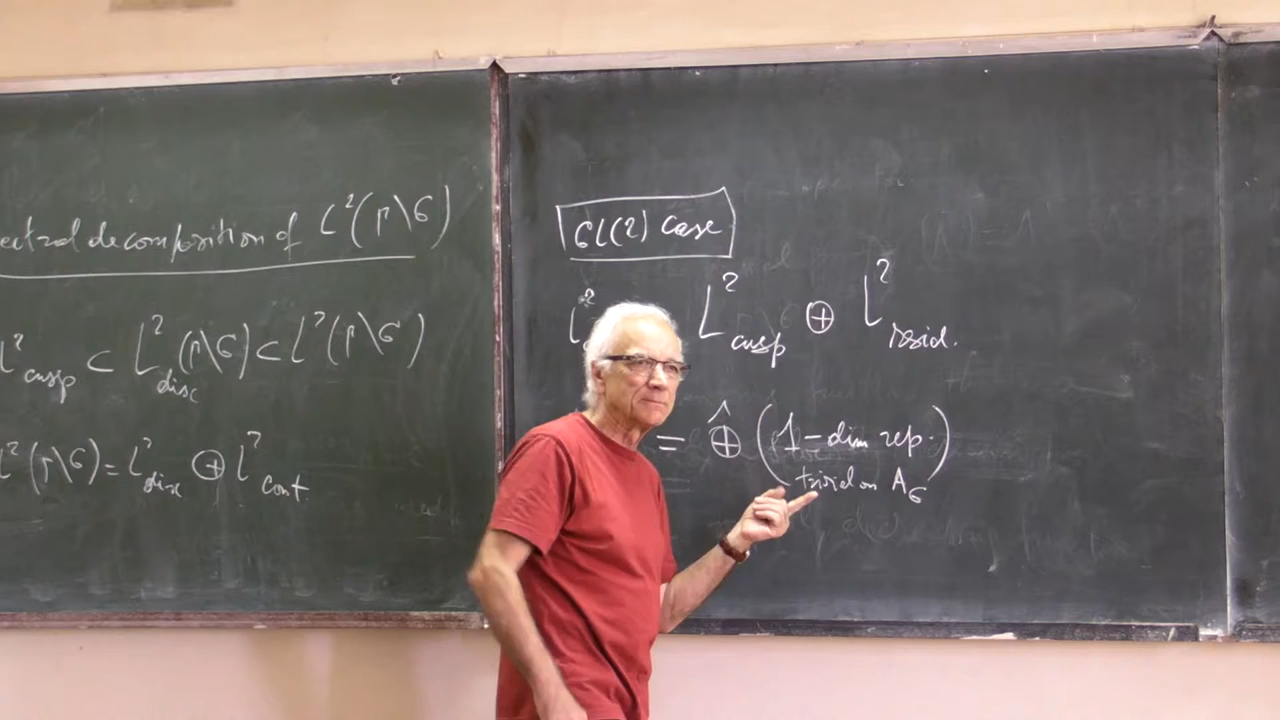 ectral decomposition of L²(Γ\G)
L²cusp ⊂ L²disc(Γ\G) ⊂ L²(Γ\G)
L²(Γ\G) = L²disc ⊕ L²cont
GL(2) case
L² L²cusp ⊕ L²resid.
= ⊕̂ (1-dim rep.
trivial on A_G)